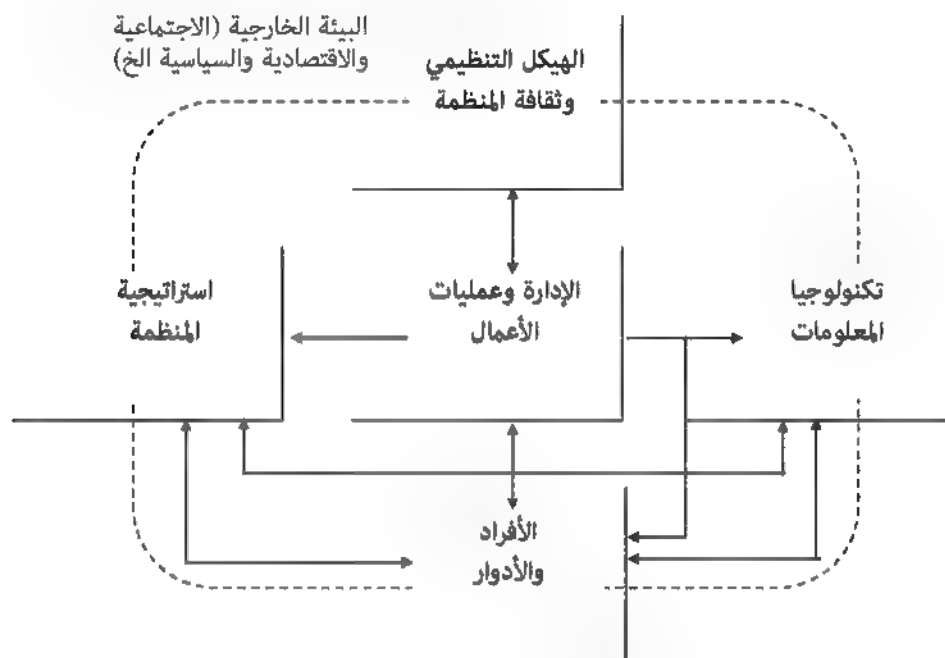 البيئة الخارجية (الاجتماعية
والاقتصادية والسياسية الخ)
الهيكل التنظيمي
وثقافة المنظمة
تكنولوجيا
المعلومات
الإدارة وعمليات
الأعمال
استراتيجية
المنظمة
الأفراد
والأدوار